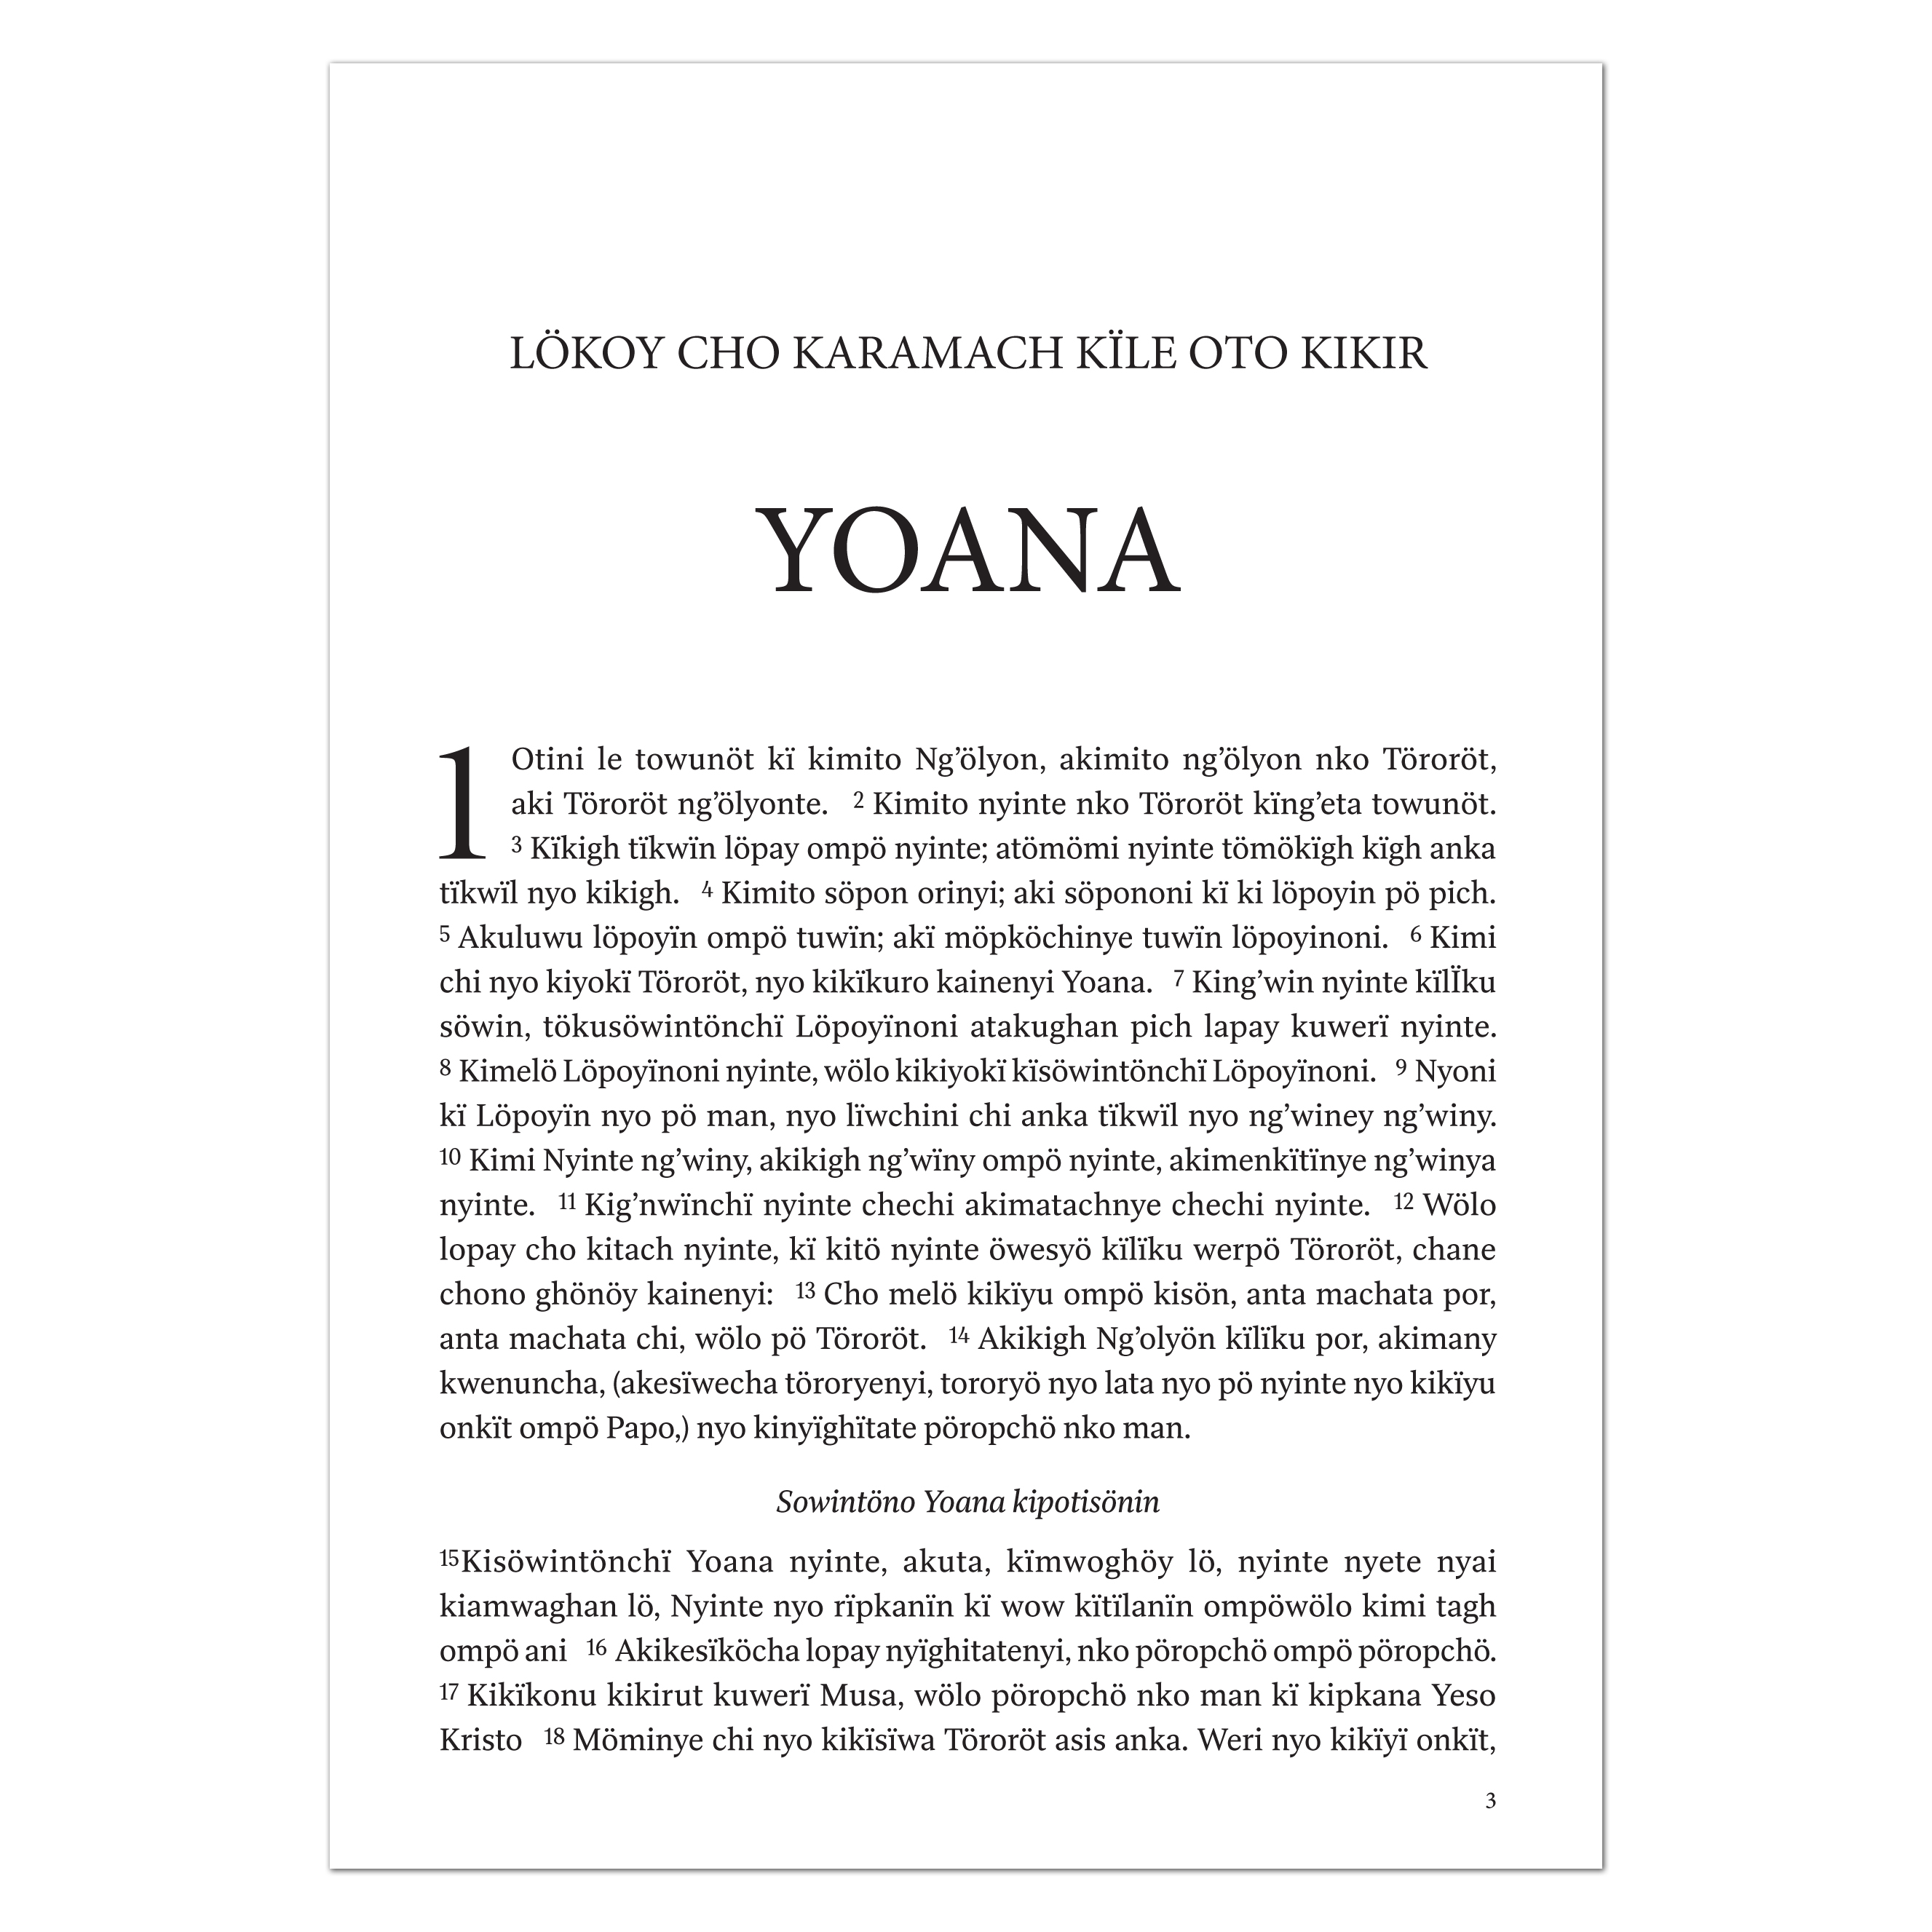 LÖKOY CHO KARAMACH KÏLE OTO KIKIR
YOANA
1 Otini le towunöt kï kimito Ng’ölyon, akimito ng’ölyon nko Töroröt,
aki Töroröt ng’ölyonte. 2 Kimito nyinte nko Töroröt kïng’eta towunöt.
3 Kïkigh tïkwïn löpay ompö nyinte; atömömi nyinte tömökïgh kïgh anka
tïkwïl nyo kikigh. 4 Kimito söpon orinyi; aki söpononi kï ki löpoyin pö pich.
5 Akuluwu löpoyïn ompö tuwïn; akï möpköchinye tuwïn löpoyinoni. 6 Kimi
chi nyo kiyokï Töroröt, nyo kikïkuro kainenyi Yoana. 7 King’win nyinte kïlÏku
söwin, tökusöwintönchï Löpoyïnoni atakughan pich lapay kuwerï nyinte.
8 Kimelö Löpoyïnoni nyinte, wölo kikiyokï kïsöwintönchï Löpoyïnoni. 9 Nyoni
kï Löpoyïn nyo pö man, nyo lïwchini chi anka tïkwïl nyo ng’winey ng’winy.
10 Kimi Nyinte ng’winy, akikigh ng’wïny ompö nyinte, akimenkïtïnye ng’winya
nyinte. 11 Kig’nwïnchï nyinte chechi akimatachnye chechi nyinte. 12 Wölo
lopay cho kitach nyinte, kï kitö nyinte öwesyö kïlïku werpö Töroröt, chane
chono ghönöy kainenyi: 13 Cho melö kikïyu ompö kisön, anta machata por,
anta machata chi, wölo pö Töroröt. 14 Akikigh Ng’olyön kïlïku por, akimany
kwenuncha, (akesïwecha töroryenyi, tororyö nyo lata nyo pö nyinte nyo kikïyu
onkït ompö Papo,) nyo kinyïghïtate pöropchö nko man.
Sowintöno Yoana kipotisönin
15Kisöwintönchï Yoana nyinte, akuta, kïmwoghöy lö, nyinte nyete nyai
kiamwaghan lö, Nyinte nyo rïpkanïn kï wow kïtïlanïn ompöwölo kimi tagh
ompö ani 16 Akikesïköcha lopay nyïghitatenyi, nko pöropchö ompö pöropchö.
17 Kikïkonu kikirut kuwerï Musa, wölo pöropchö nko man kï kipkana Yeso
Kristo 18 Möminye chi nyo kikïsïwa Töroröt asis anka. Weri nyo kikïyï onkït,
3